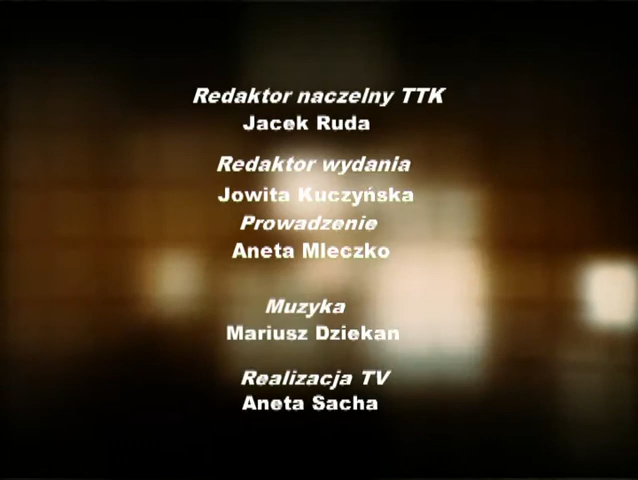 Redaktor naczelny TTK
Jacek Ruda
Redaktor wydania
Jowita Kuczyńska
Prowadzenie
Aneta Mleczko
Muzyka
Mariusz Dziekan
Realizacja TV
Aneta Sacha